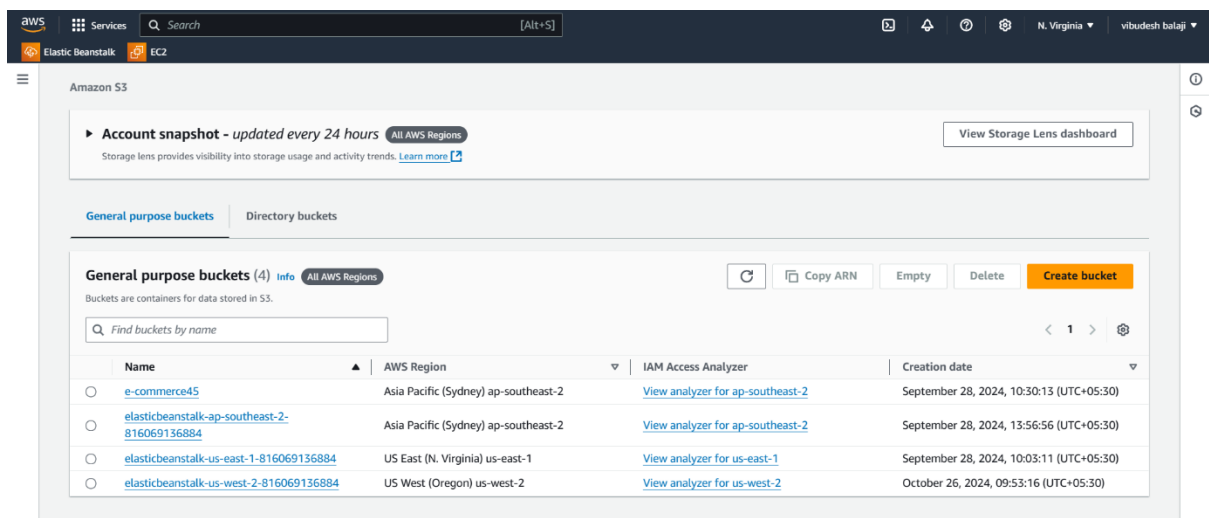 aws Services Search [Alt+S] N. Virginia ▼ vibudesh balaji ▼
Elastic Beanstalk EC2
Amazon S3
▶ Account snapshot - updated every 24 hours All AWS Regions View Storage Lens dashboard
Storage lens provides visibility into storage usage and activity trends. Learn more
General purpose buckets Directory buckets
General purpose buckets (4) Info All AWS Regions Copy ARN Empty Delete Create bucket
Buckets are containers for data stored in S3.
Find buckets by name < 1 >
Name ▲ AWS Region ▽ IAM Access Analyzer Creation date ▽
e-commerce45 Asia Pacific (Sydney) ap-southeast-2 View analyzer for ap-southeast-2 September 28, 2024, 10:30:13 (UTC+05:30)
elasticbeanstalk-ap-southeast-2-
816069136884 Asia Pacific (Sydney) ap-southeast-2 View analyzer for ap-southeast-2 September 28, 2024, 13:56:56 (UTC+05:30)
elasticbeanstalk-us-east-1-816069136884 US East (N. Virginia) us-east-1 View analyzer for us-east-1 September 28, 2024, 10:03:11 (UTC+05:30)
elasticbeanstalk-us-west-2-816069136884 US West (Oregon) us-west-2 View analyzer for us-west-2 October 26, 2024, 09:53:16 (UTC+05:30)